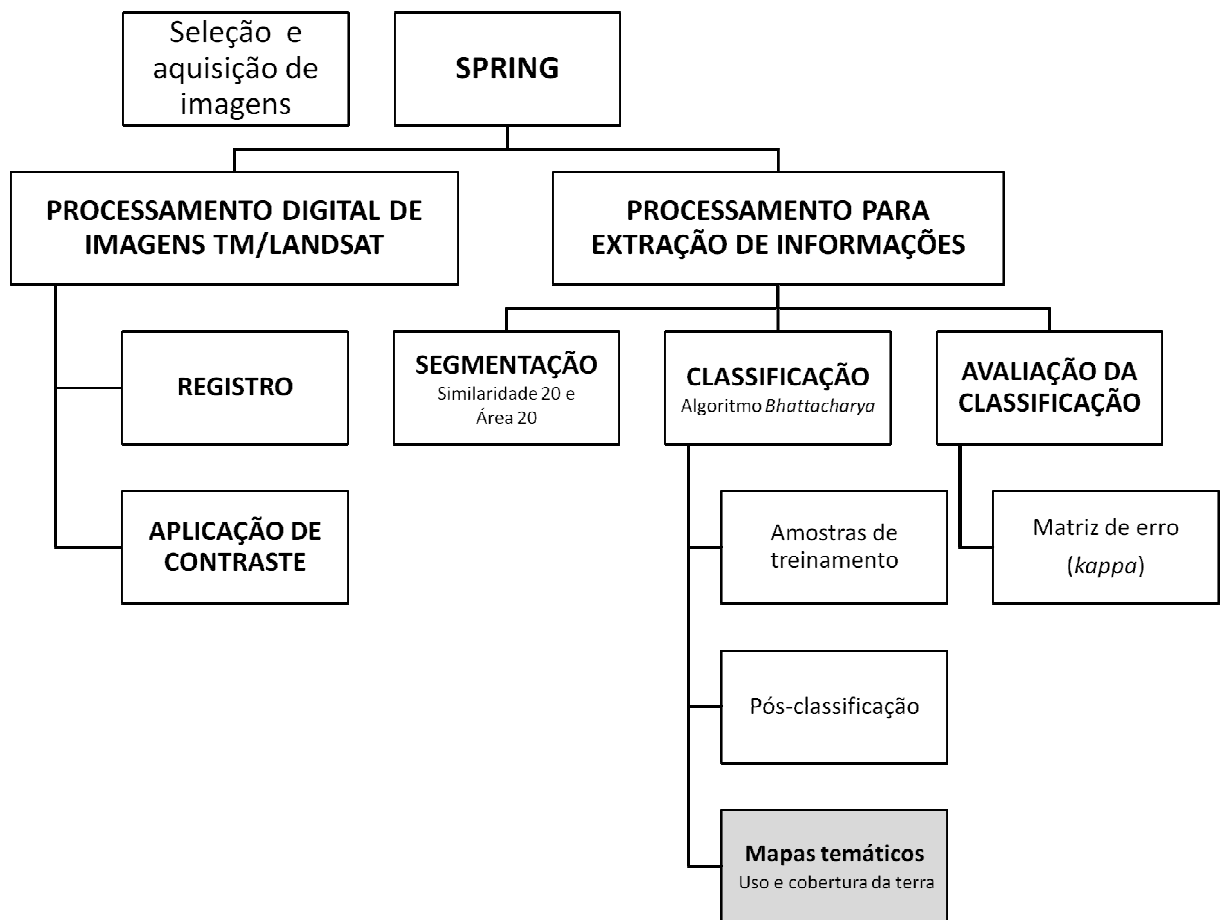 Seleção e
aquisição de
imagens
SPRING
PROCESSAMENTO DIGITAL DE
IMAGENS TM/LANDSAT
PROCESSAMENTO PARA
EXTRAÇÃO DE INFORMAÇÕES
REGISTRO
SEGMENTAÇÃO
Similaridade 20 e
Área 20
CLASSIFICAÇÃO
Algoritmo Bhattacharya
AVALIAÇÃO DA
CLASSIFICAÇÃO
APLICAÇÃO DE
CONTRASTE
Amostras de
treinamento
Matriz de erro
(kappa)
Pós-classificação
Mapas temáticos
Uso e cobertura da terra